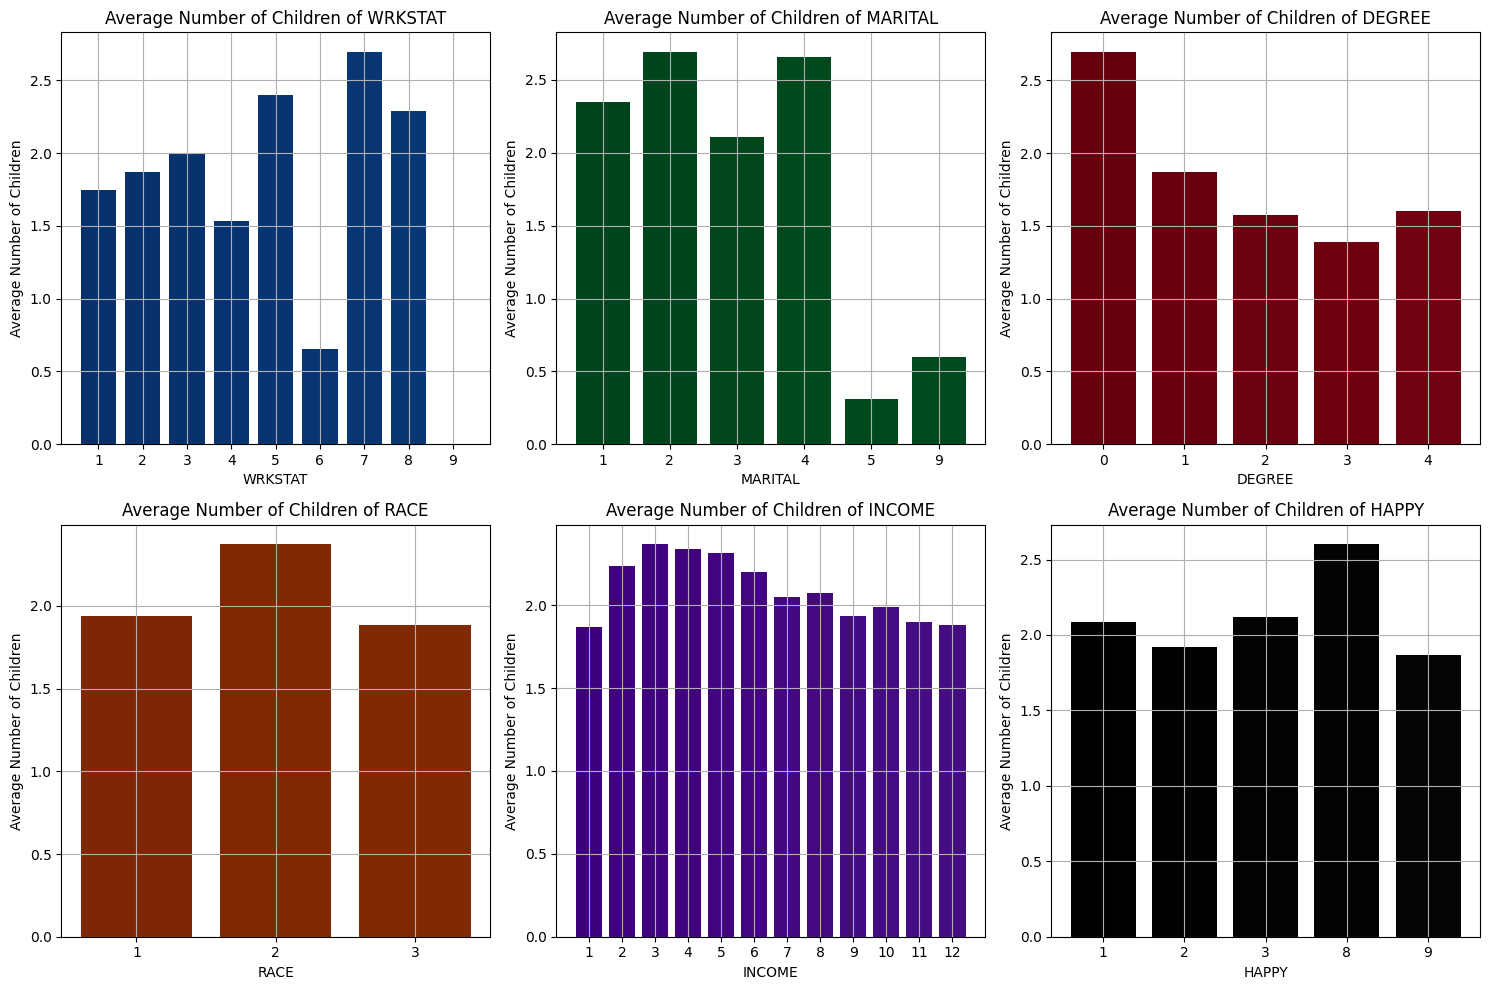 Average Number of Children of WRKSTAT
Average Number of Children
2.5
2.0
1.5
1.0
0.5
0.0
1 2 3 4 5 6 7 8 9
WRKSTAT
Average Number of Children of MARITAL
Average Number of Children
2.5
2.0
1.5
1.0
0.5
0.0
1 2 3 4 5 9
MARITAL
Average Number of Children of DEGREE
Average Number of Children
2.5
2.0
1.5
1.0
0.5
0.0
0 1 2 3 4
DEGREE
Average Number of Children of RACE
Average Number of Children
2.0
1.5
1.0
0.5
0.0
1 2 3
RACE
Average Number of Children of INCOME
Average Number of Children
2.0
1.5
1.0
0.5
0.0
1 2 3 4 5 6 7 8 9 10 11 12
INCOME
Average Number of Children of HAPPY
Average Number of Children
2.5
2.0
1.5
1.0
0.5
0.0
1 2 3 8 9
HAPPY